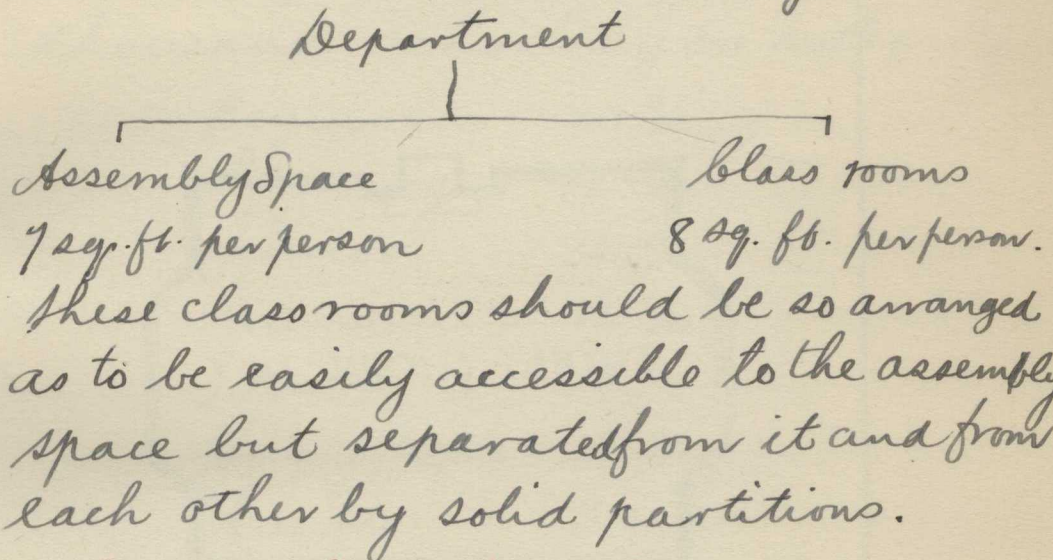 Department
Assembly Space Class rooms
7 sq. ft. per person 8 sq. ft. per person.
these classrooms should be so arranged
as to be easily accessible to the assembly
space but separated from it and from
each other by solid partitions.